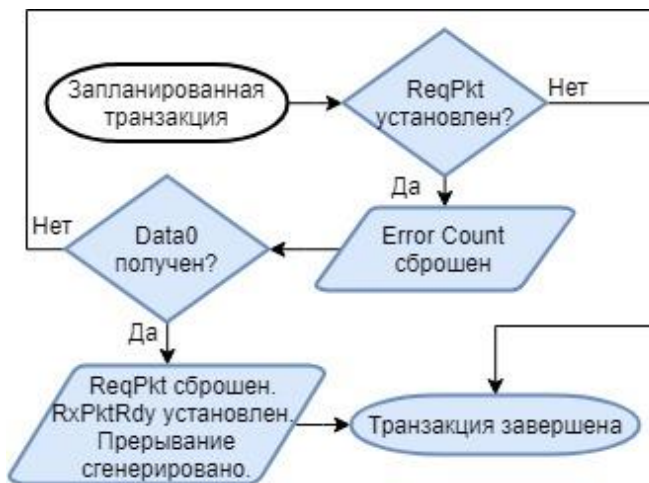 Запланированная
транзакция
ReqPkt
установлен?
Нет
Да
Error Count
сброшен
Data0
получен?
Нет
Да
ReqPkt сброшен.
RxPktRdy установлен.
Прерывание
сгенерировано.
Транзакция завершена